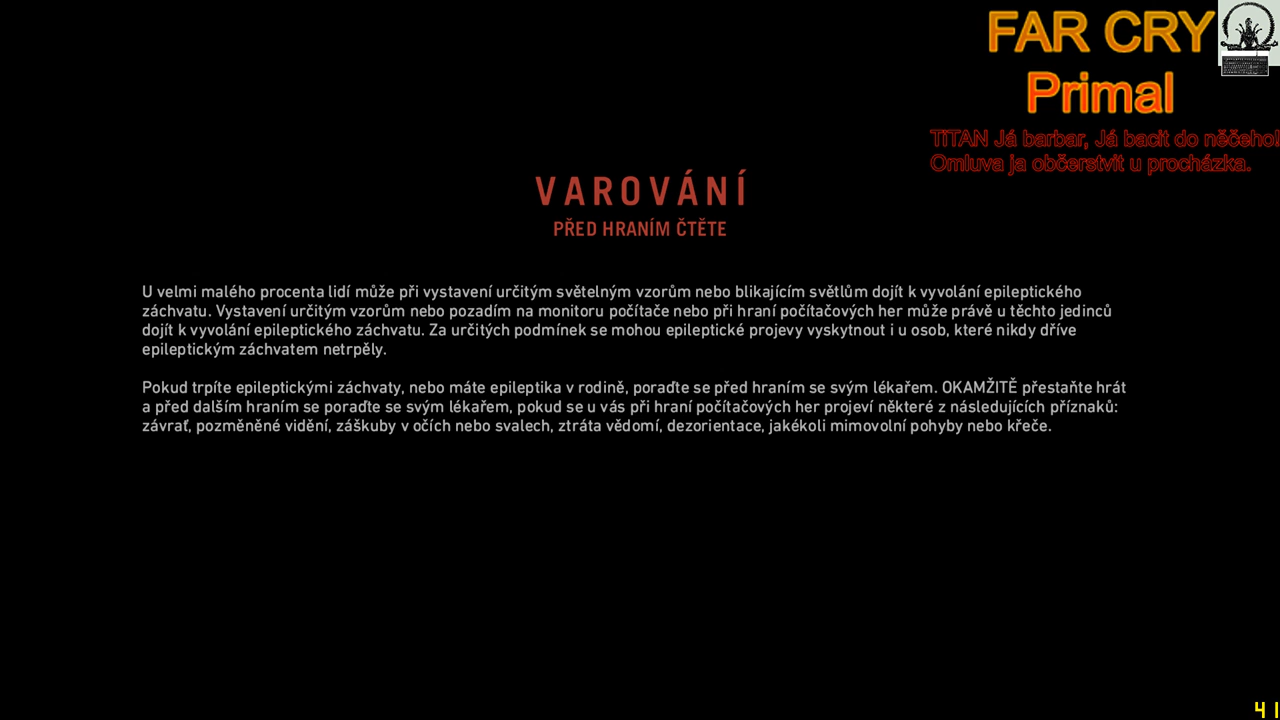 FAR CRY
Primal
TITAN Já barbar, Já bacit do něčeho!
Omluva ja občerstvit u procházka.
VAROVÁNÍ
PŘED HRANÍM ČTĚTE
U velmi malého procenta lidí může při vystavení určitým světelným vzorům nebo blikajícím světlům dojít k vyvolání epileptického
záchvatu. Vystavení určitým vzorům nebo pozadím na monitoru počítače nebo při hraní počítačových her může právě u těchto jedinců
dojít k vyvolání epileptického záchvatu. Za určitých podmínek se mohou epileptické projevy vyskytnout i u osob, které nikdy dříve
epileptickým záchvatem netrpěly.
Pokud trpíte epileptickými záchvaty, nebo máte epileptika v rodině, poraďte se před hraním se svým lékařem. OKAMŽITĚ přestaňte hrát
a před dalším hraním se poraďte se svým lékařem, pokud se u vás při hraní počítačových her projeví některé z následujících příznaků:
závrať, pozměněné vidění, záškuby v očích nebo svalech, ztráta vědomí, dezorientace, jakékoli mimovolní pohyby nebo křeče.
41